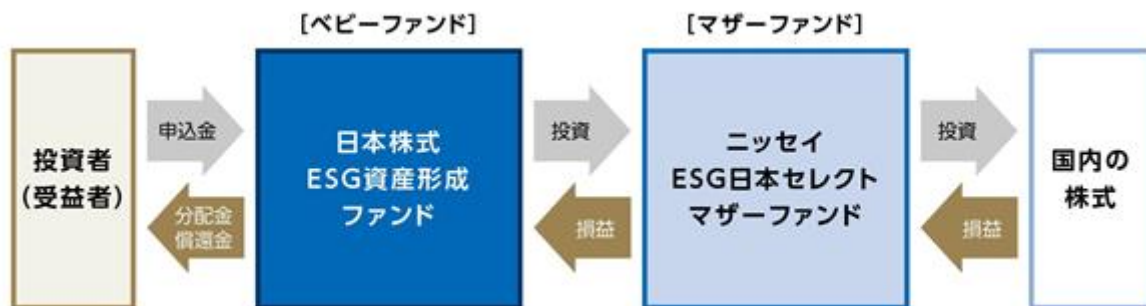 [ベビーファンド]
[マザーファンド]
投資者
(受益者)
申込金
分配金
償還金
日本株式
ESG資産形成
ファンド
投資
損益
ニッセイ
ESG日本セレクト
マザーファンド
投資
損益
国内の
株式